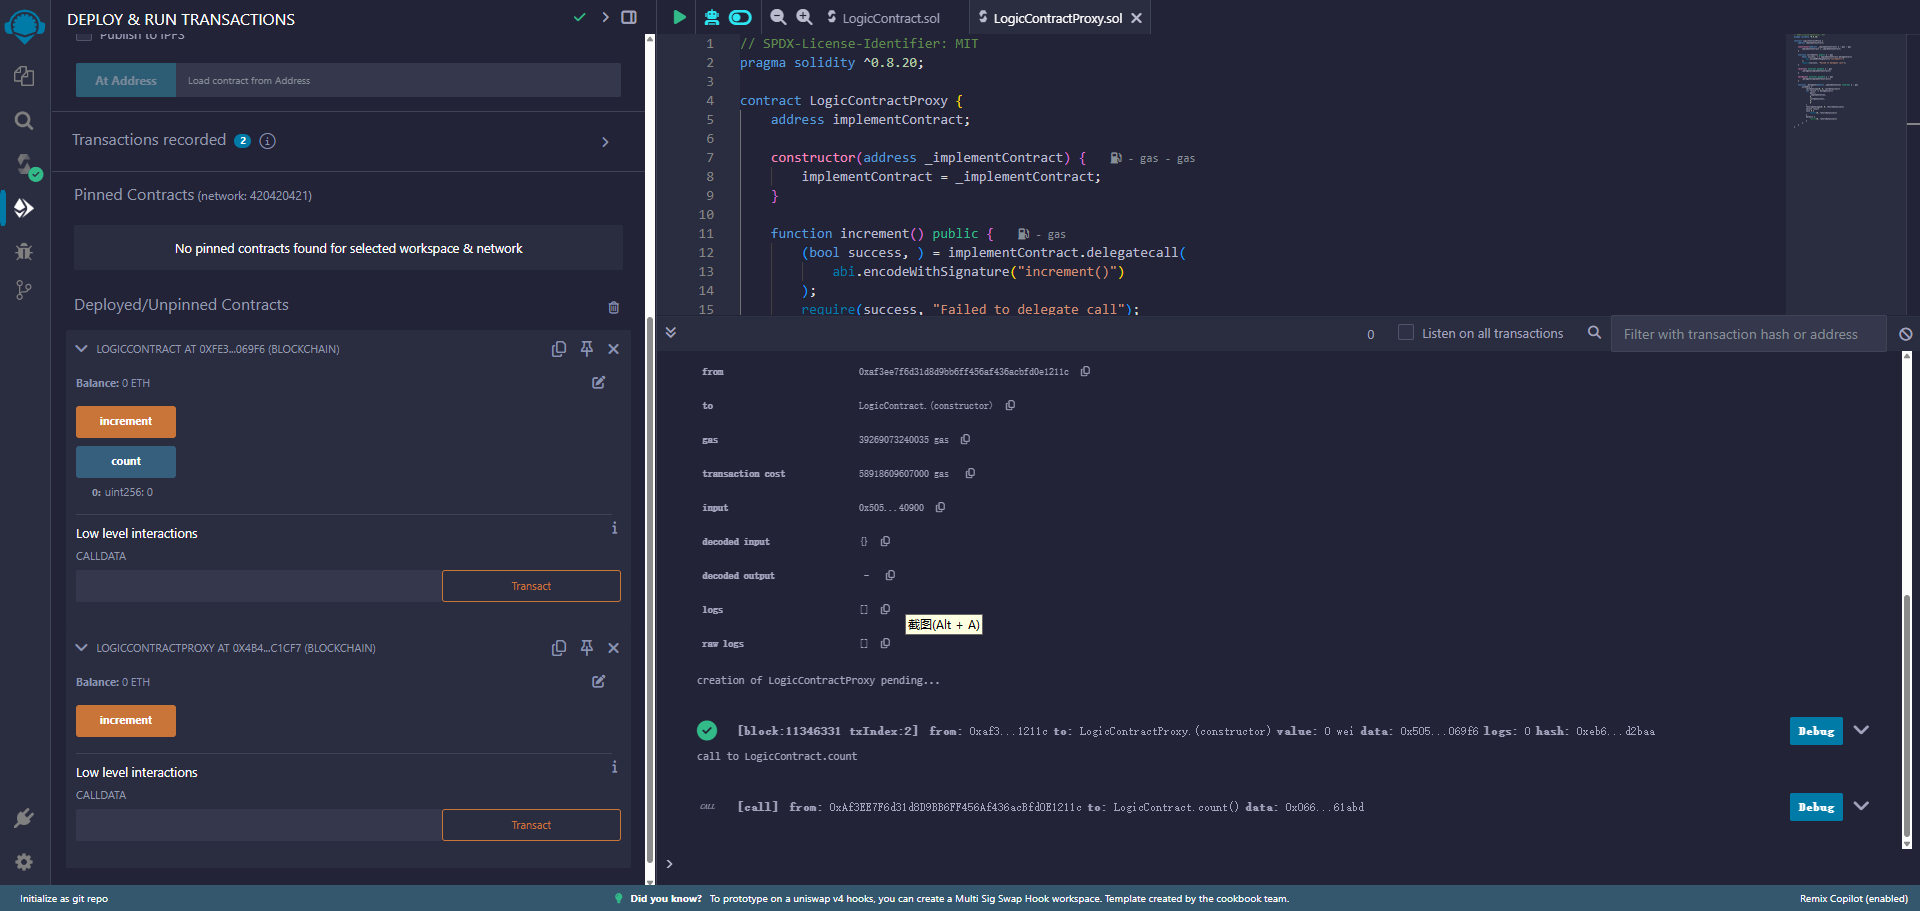 DEPLOY & RUN TRANSACTIONS
Publish to IPFS
At Address
Load contract from Address
Transactions recorded 2
Pinned Contracts (network: 420420421)
No pinned contracts found for selected workspace & network
Deployed/Unpinned Contracts
LOGICCONTRACT AT 0XFE3...069F6 (BLOCKCHAIN)
Balance: 0 ETH
increment
count
0: uint256: 0
Low level interactions
CALLDATA
Transact
LOGICCONTRACTPROXY AT 0X4B4...C1CF7 (BLOCKCHAIN)
Balance: 0 ETH
increment
Low level interactions
CALLDATA
Transact
LogicContract.sol
LogicContractProxy.sol
1 // SPDX-License-Identifier: MIT
2 pragma solidity ^0.8.20;
3
4 contract LogicContractProxy {
5 address implementContract;
6
7 constructor(address _implementContract) { - gas - gas
8 implementContract = _implementContract;
9 }
10
11 function increment() public { - gas
12 (bool success, ) = implementContract.delegatecall(
13 abi.encodeWithSignature("increment()")
14 );
15 require(success, "Failed to delegate call");
0
Listen on all transactions
Filter with transaction hash or address
from 0xaf3ee7f6d31d8d9bb6ff456af436acbfd0e1211c
to LogicContract.(constructor)
gas 39269073240035 gas
transaction cost 58918609607000 gas
input 0x505...40900
decoded input {}
decoded output -
logs []
截图(Alt + A)
raw logs []
creation of LogicContractProxy pending...
[block:11346331 txIndex:2] from: 0xaf3...1211c to: LogicContractProxy.(constructor) value: 0 wei data: 0x505...069f6 logs: 0 hash: 0xeb6...d2baa
Debug
call to LogicContract.count
CALL [call] from: 0xAf3EE7F6d31d8D9BB6FF456Af436acBfd0E1211c to: LogicContract.count() data: 0x066...61abd
Debug
>
Initialize as git repo
Did you know? To prototype on a uniswap v4 hooks, you can create a Multi Sig Swap Hook workspace. Template created by the cookbook team.
Remix Copilot (enabled)